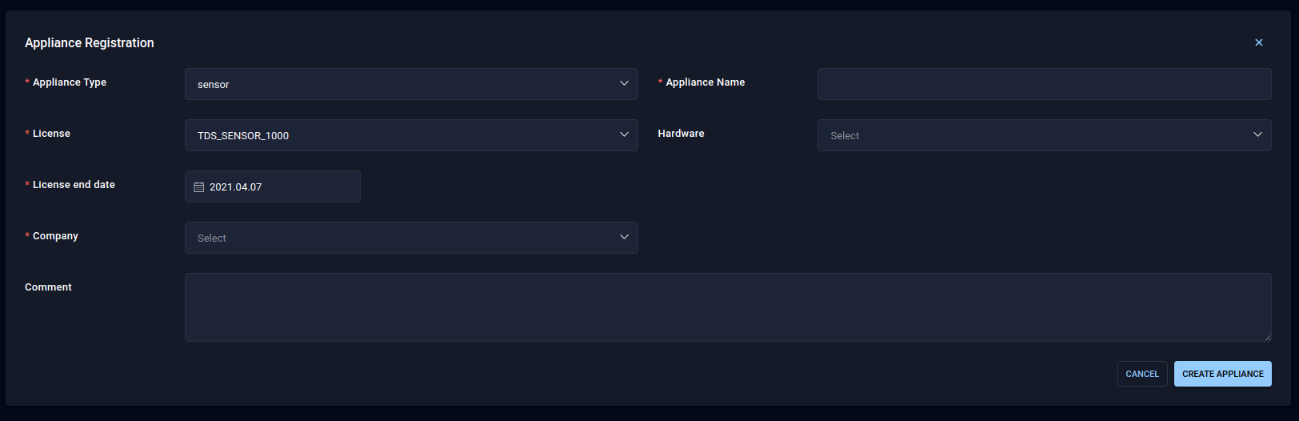 Appliance Registration
* Appliance Type
sensor
* Appliance Name
* License
TDS_SENSOR_1000
Hardware
Select
* License end date
2021.04.07
* Company
Select
Comment
CANCEL
CREATE APPLIANCE